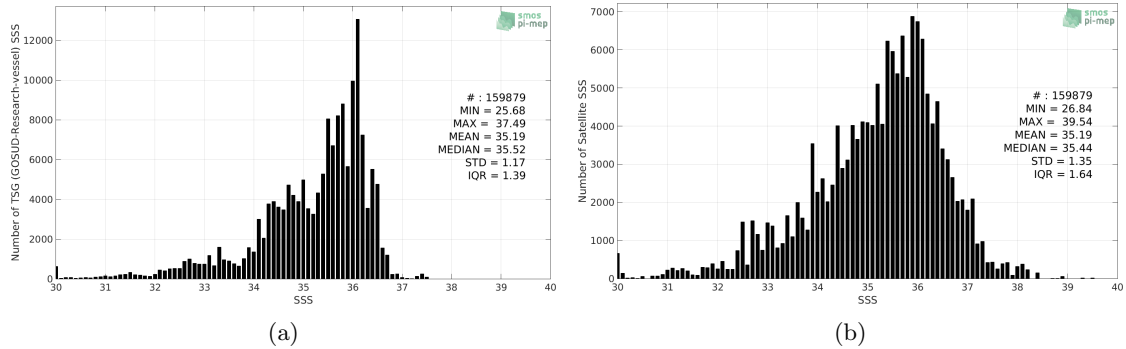 smos
pi-mep
Number of TSG (GOSUD-Research-vessel) SSS
12000
10000
8000
6000
4000
2000
0
# : 159879
MIN = 25.68
MAX = 37.49
MEAN = 35.19
MEDIAN = 35.52
STD = 1.17
IQR = 1.39
30 31 32 33 34 35 36 37 38 39 40
SSS
(a)
smos
pi-mep
Number of Satellite SSS
7000
6000
5000
4000
3000
2000
1000
0
# : 159879
MIN = 26.84
MAX = 39.54
MEAN = 35.19
MEDIAN = 35.44
STD = 1.35
IQR = 1.64
30 31 32 33 34 35 36 37 38 39 40
SSS
(b)